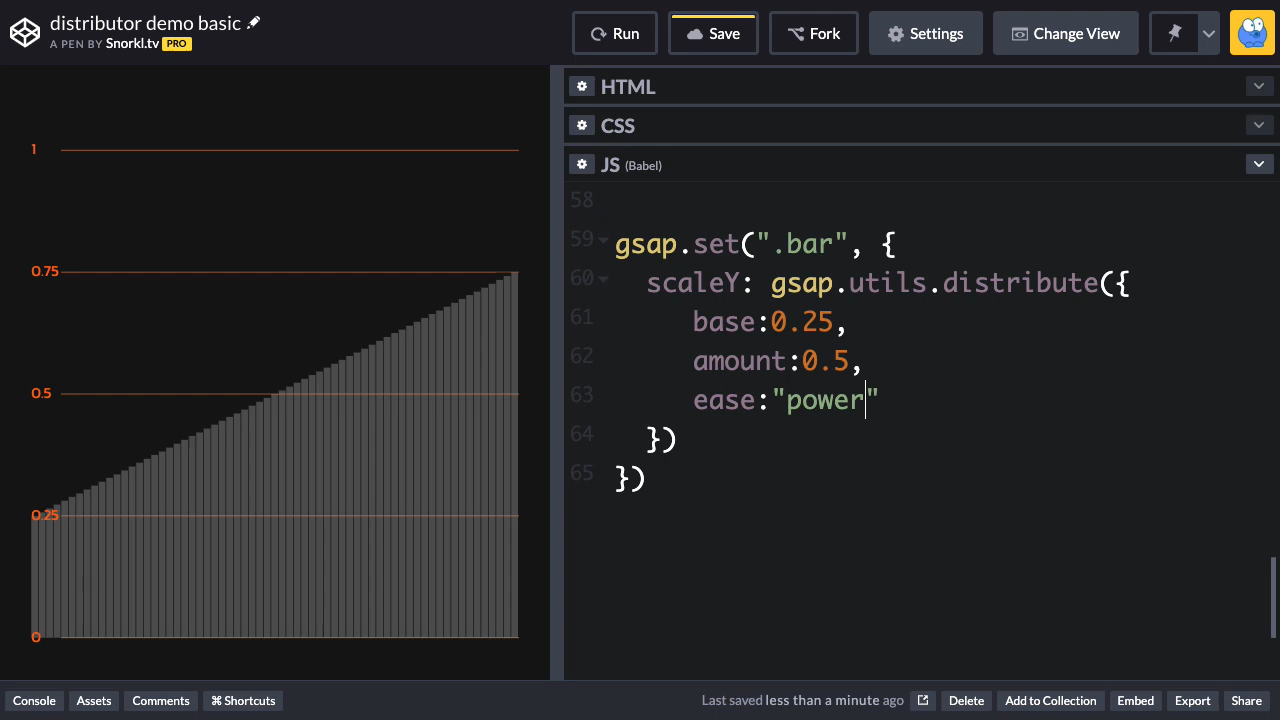 distributor demo basic
A PEN BY Snorkl.tv PRO
Run
Save
Fork
Settings
Change View
HTML
CSS
JS (Babel)
1
0.75
0.5
0.25
0
58
59 gsap.set(".bar", {
60 scaleY: gsap.utils.distribute({
61 base:0.25,
62 amount:0.5,
63 ease:"power"
64 })
65 })
Console
Assets
Comments
⌘ Shortcuts
Last saved less than a minute ago
Delete
Add to Collection
Embed
Export
Share